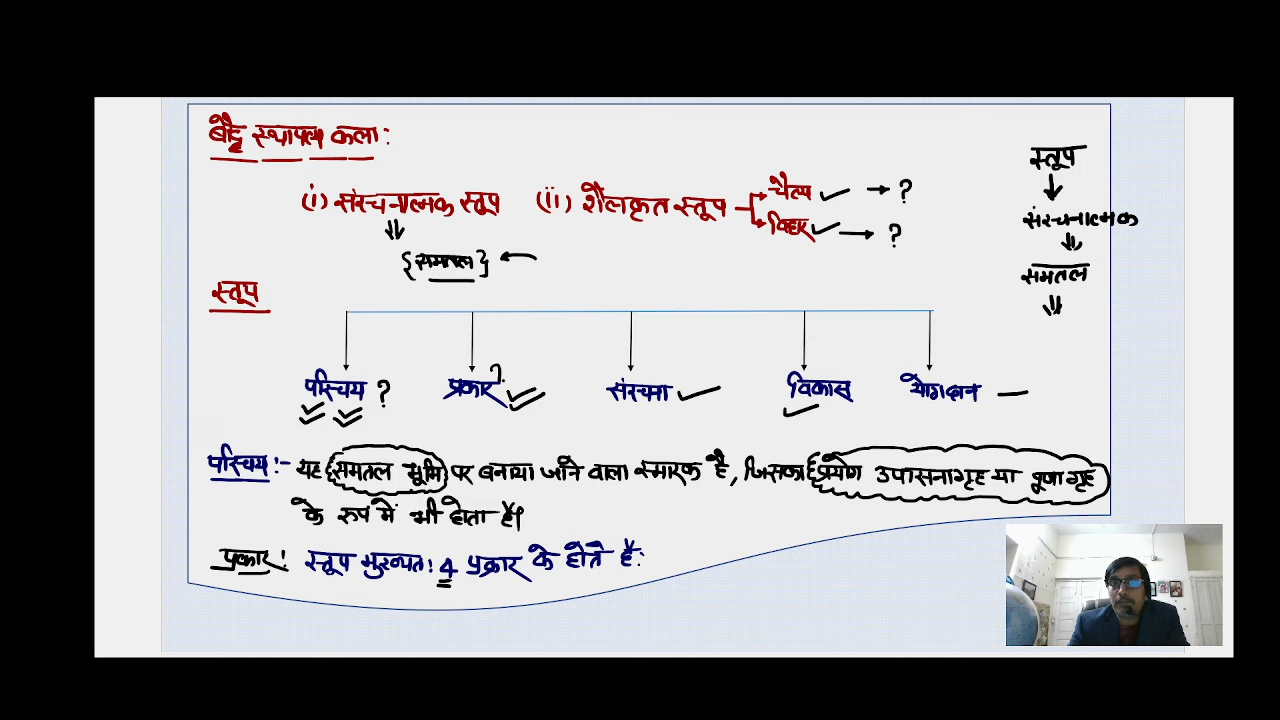 बौद्ध स्थापत्य कला:
(i) संरचनात्मक स्तूप (ii) शैलकृत स्तूप → चैत्य → ?
→ विहार → ?
{समतल} ←
स्तूप
↓
संरचनात्मक
⇓
समतल
⇓
स्तूप
परिचय ? प्रकार ? संरचना विकास योगदान
परिचय :- यह {समतल भूमि} पर बनाया जाने वाला स्मारक है, जिसका {प्रयोग उपासनागृह या पूजागृह
के रूप में भी होता है।
प्रकार: स्तूप मुख्यत: 4 प्रकार के होते हैं: